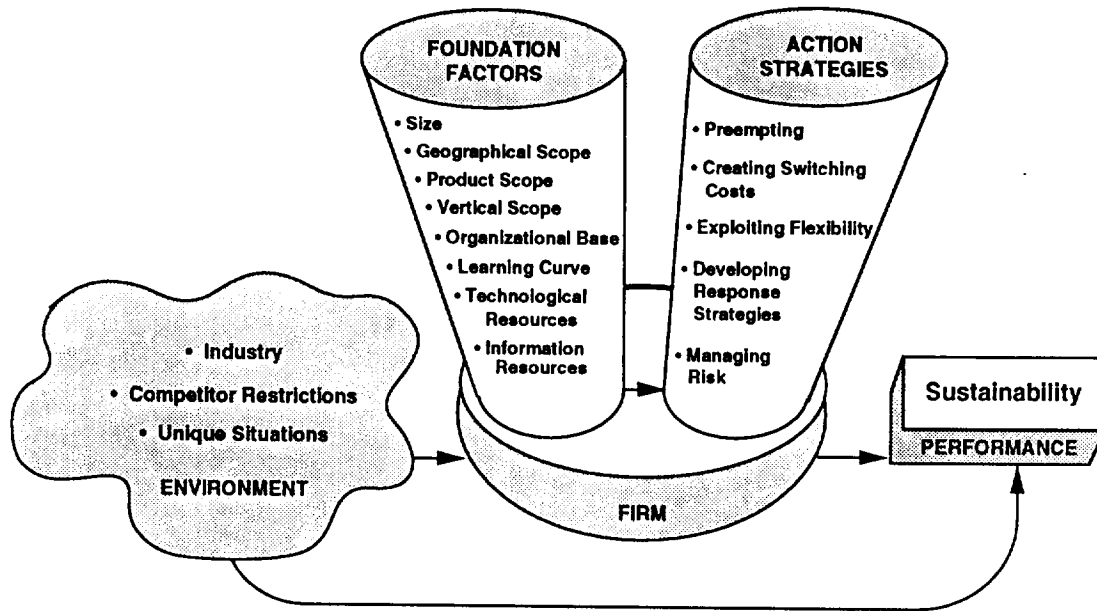 FOUNDATION
FACTORS
• Size
• Geographical Scope
• Product Scope
• Vertical Scope
• Organizational Base
• Learning Curve
• Technological
Resources
• Information
Resources
ACTION
STRATEGIES
• Preempting
• Creating Switching
Costs
• Exploiting Flexibility
• Developing
Response
Strategies
• Managing
Risk
• Industry
• Competitor Restrictions
• Unique Situations
ENVIRONMENT
FIRM
Sustainability
PERFORMANCE